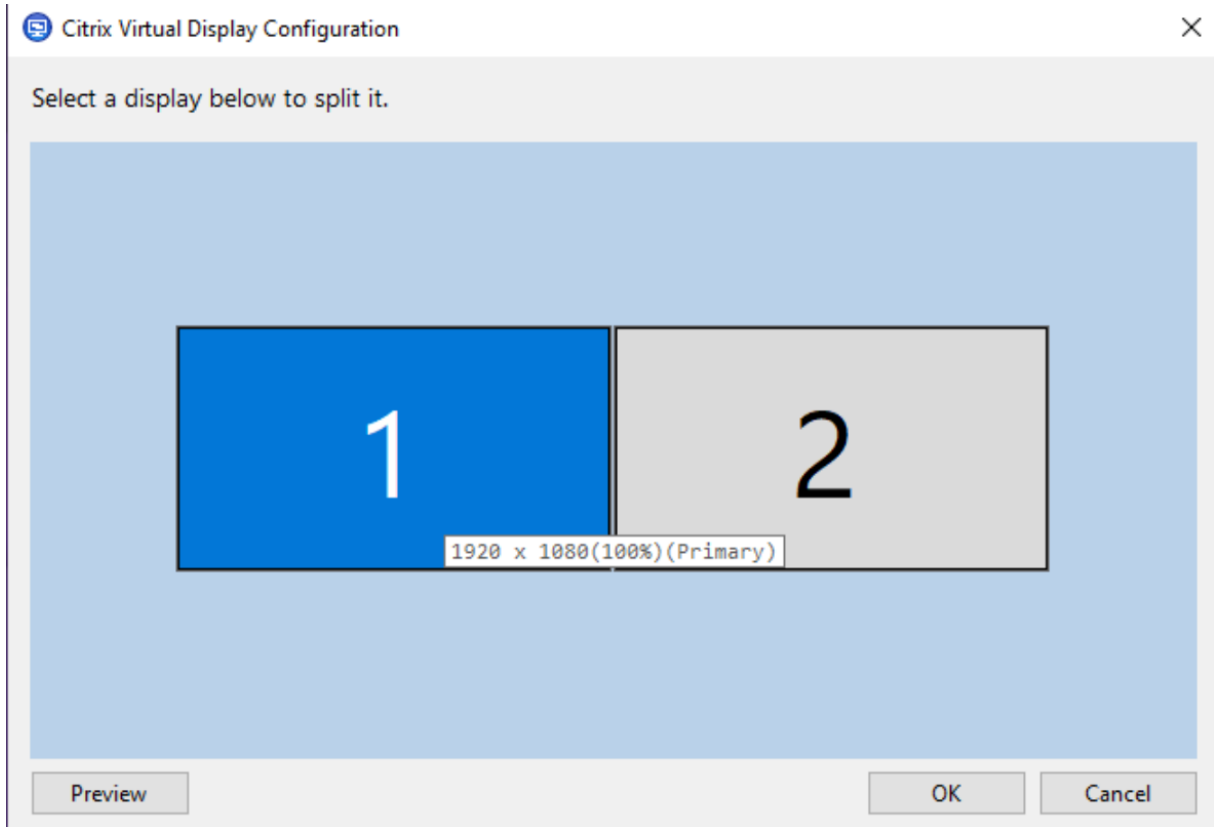 Citrix Virtual Display Configuration
Select a display below to split it.
1
2
1920 x 1080(100%)(Primary)
Preview
OK
Cancel